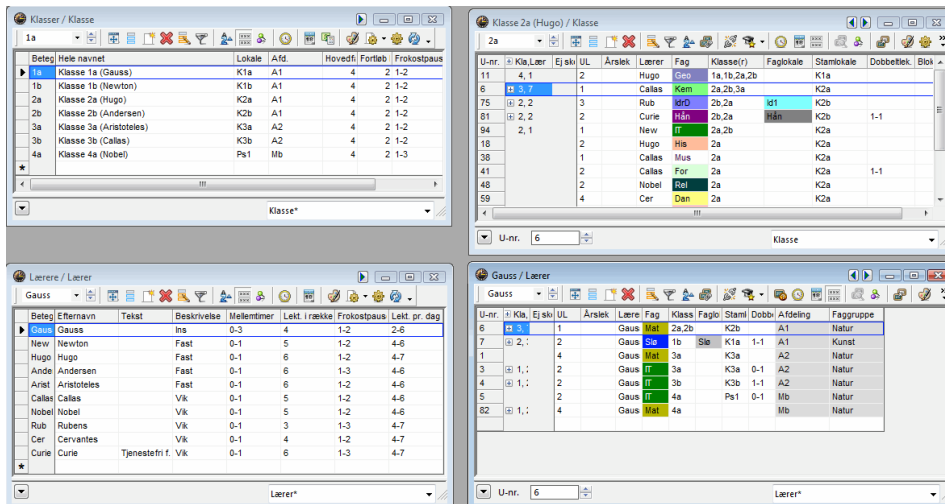 Klasser / Klasse
1a
Beteg Hele navnet Lokale Afd. Hovedfa Fortløb Frokostpaus
1a Klasse 1a (Gauss) K1a A1 4 2 1-2
1b Klasse 1b (Newton) K1b A1 4 2 1-2
2a Klasse 2a (Hugo) K2a A1 4 2 1-2
2b Klasse 2b (Andersen) K2b A1 4 2 1-2
3a Klasse 3a (Aristoteles) K3a A2 4 2 1-2
3b Klasse 3b (Callas) K3b A2 4 2 1-2
4a Klasse 4a (Nobel) Ps1 Mb 4 2 1-3
Klasse*
Klasse 2a (Hugo) / Klasse
2a
U-nr. Kla,Lær Ej sk UL Årslek Lærer Fag Klasse(r) Faglokale Stamlokale Dobbeltlek. Blok
11 4, 1 2 Hugo Geo 1a,1b,2a,2b K1a
6 3, 7 1 Callas Kem 2a,2b,3a K2a
75 2, 2 3 Rub IdrD 2b,2a Id1 K2b
81 2, 2 2 Curie Hån 2b,2a Hån K2b 1-1
94 2, 1 1 New IT 2a,2b K2a
18 2 Hugo His 2a K2a
38 1 Callas Mus 2a K2a
41 2 Callas For 2a K2a 1-1
48 2 Nobel Rel 2a K2a
59 4 Cer Dan 2a K2a
U-nr. 6 Klasse
Lærere / Lærer
Gauss
Beteg Efternavn Tekst Beskrivelse Mellemtimer Lekt. i række Frokostpaus Lekt. pr. dag
Gaus Gauss Ins 0-3 4 1-2 2-6
New Newton Fast 0-1 5 1-2 4-6
Hugo Hugo Fast 0-1 6 1-2 4-7
Ande Andersen Fast 0-1 6 1-3 4-6
Arist Aristoteles Fast 0-1 6 1-2 4-6
Callas Callas Vik 0-1 5 1-2 4-6
Nobel Nobel Vik 0-1 5 1-2 4-6
Rub Rubens Vik 0-1 3 1-3 4-7
Cer Cervantes Vik 0-1 4 1-2 4-6
Curie Curie Tjenestefri f. Vik 0-1 6 1-3 4-7
Lærer*
Gauss / Lærer
Gauss
U-nr. Kla, Ej sk UL Årslek Lære Fag Klass Faglo Staml Dobb Afdeling Faggruppe
6 3, 1 Gaus Mat 2a,2b K2b A1 Natur
7 2, 2 Gaus Slø 1b Slø K1a 1-1 A1 Kunst
1 4 Gaus Mat 3a K3a A2 Natur
3 1, 2 Gaus IT 3a K3a 0-1 A2 Natur
4 1, 2 Gaus IT 3b K3b 1-1 A2 Natur
5 2 Gaus IT 4a Ps1 0-1 Mb Natur
82 1, 4 Gaus Mat 4a Mb Natur
U-nr. 6 Lærer*